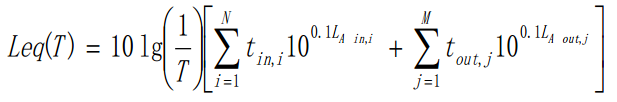 Leq(T) = 10 lg(1/T)[∑_{i=1}^{N} t_{in,i}10^{0.1L_{A in,i}} + ∑_{j=1}^{M} t_{out,j}10^{0.1L_{A out,j}}]